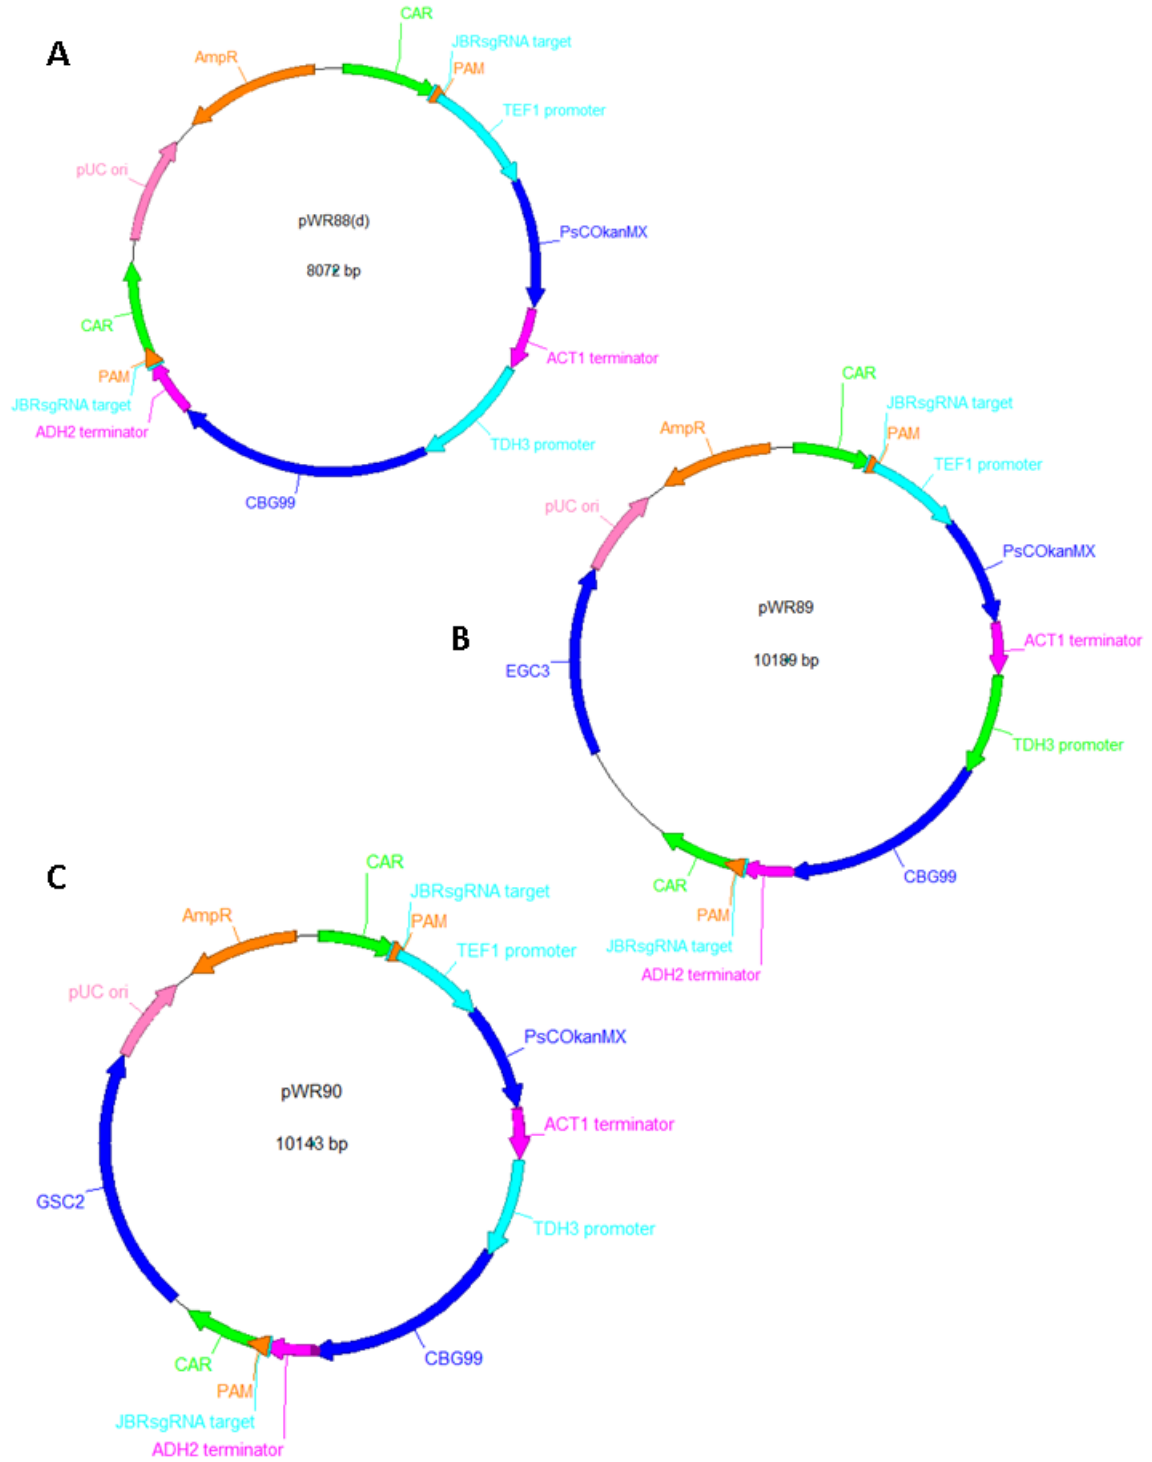 A
CAR
JBRsgRNA target
PAM
AmpR
TEF1 promoter
pUC ori
pWR88(d)
PsCOkanMX
8072 bp
CAR
ACT1 terminator
PAM
JBRsgRNA target
ADH2 terminator
TDH3 promoter
CBG99
B
CAR
JBRsgRNA target
PAM
AmpR
TEF1 promoter
pUC ori
PsCOkanMX
pWR89
ACT1 terminator
10189 bp
EGC3
TDH3 promoter
CBG99
CAR
PAM
JBRsgRNA target
ADH2 terminator
C
CAR
JBRsgRNA target
PAM
AmpR
TEF1 promoter
pUC ori
PsCOkanMX
pWR90
ACT1 terminator
10143 bp
GSC2
TDH3 promoter
CBG99
CAR
PAM
JBRsgRNA target
ADH2 terminator